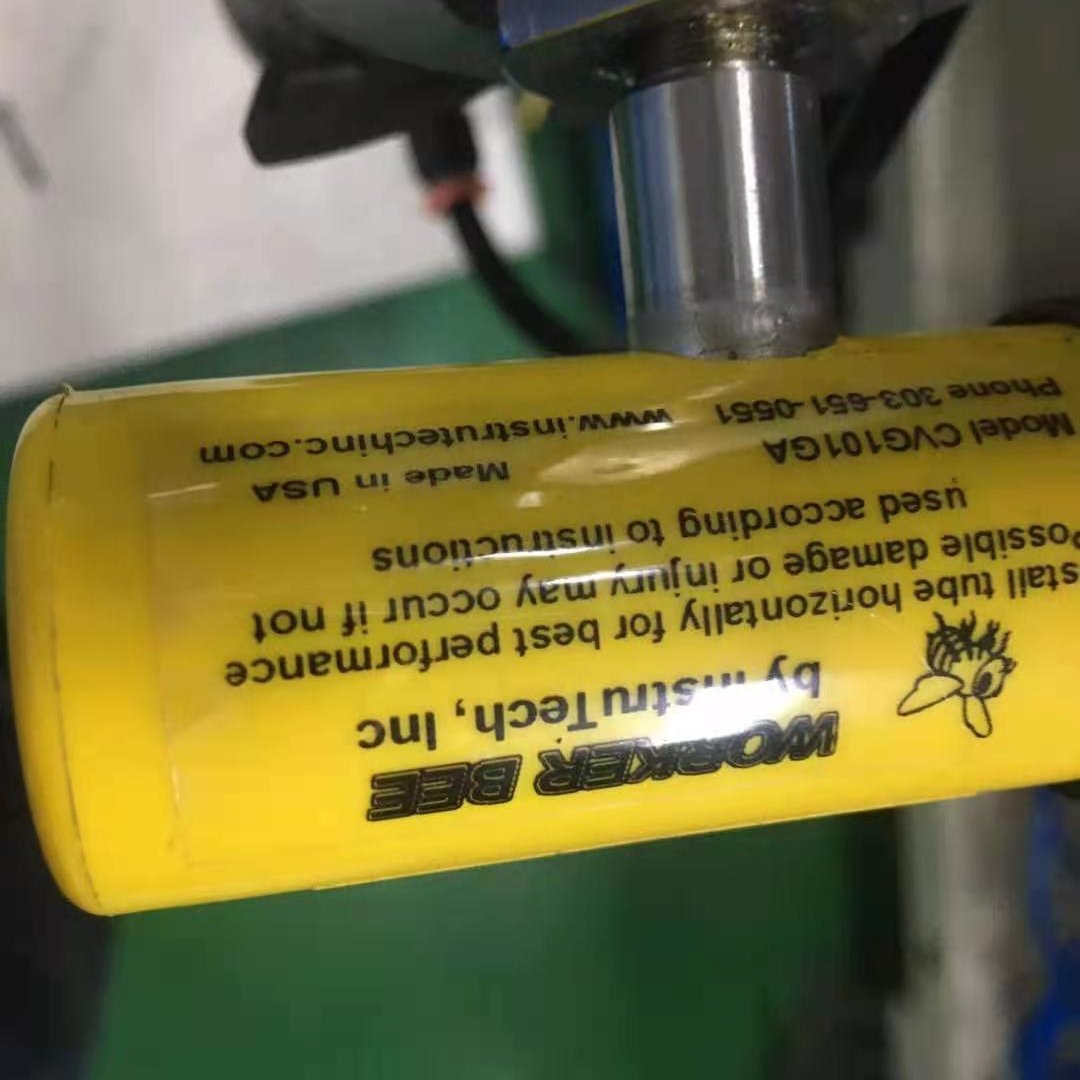 WORKER BEE
by InstruTech, Inc
stall tube horizontally for best performance
Possible damage or injury may occur if not
used according to instructions
Model CVG101GA Made in USA
Phone 303-651-0551 www.instrutechinc.com